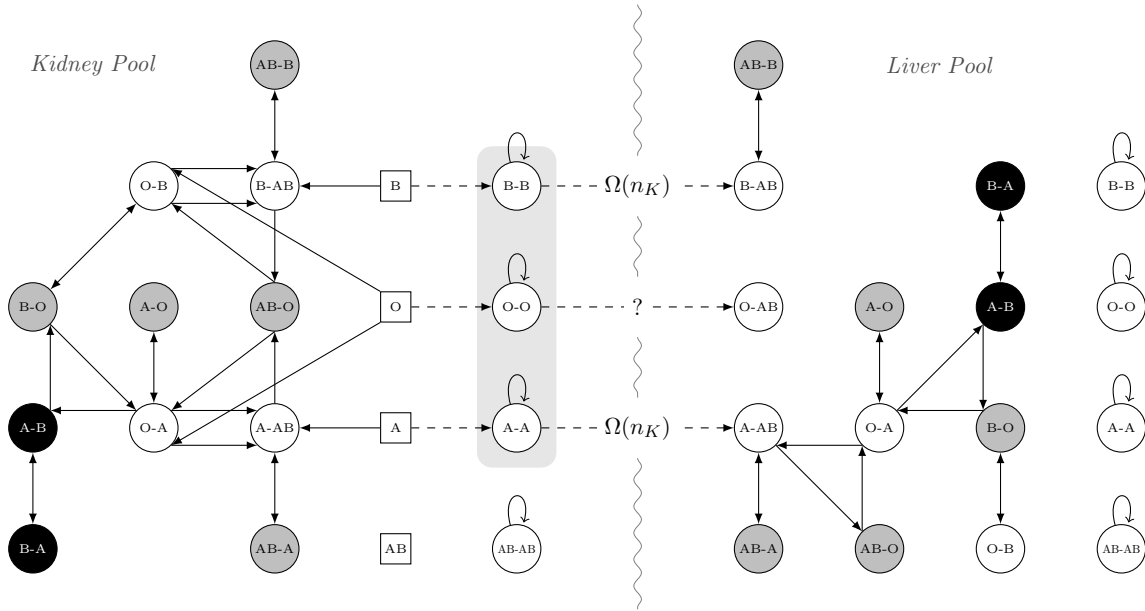 AB-B AB-B
Kidney Pool Liver Pool
O-B B-AB B B-B Ω(n_K) B-AB B-A B-B
B-O A-O AB-O O O-O ? O-AB A-O A-B O-O
A-B O-A A-AB A A-A Ω(n_K) A-AB O-A B-O A-A
B-A AB-A AB AB-AB AB-A AB-O O-B AB-AB